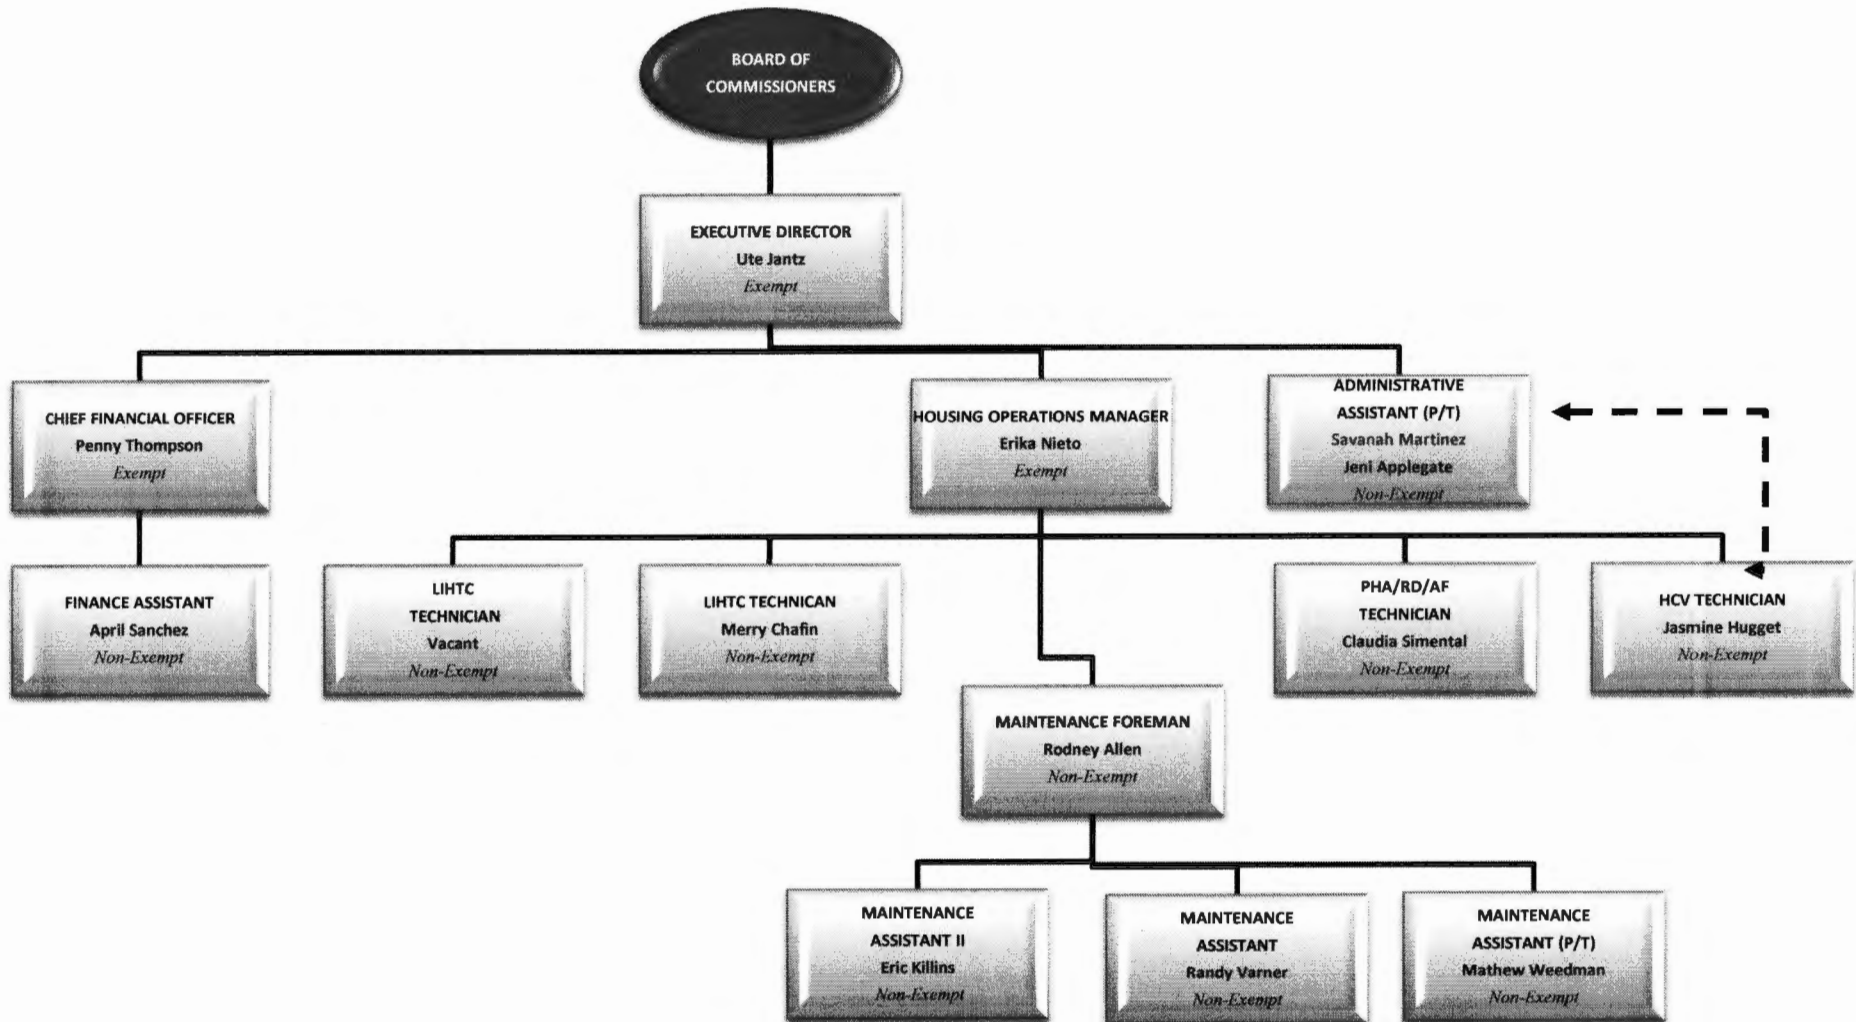 BOARD OF
COMMISSIONERS
EXECUTIVE DIRECTOR
Ute Jantz
Exempt
CHIEF FINANCIAL OFFICER
Penny Thompson
Exempt
HOUSING OPERATIONS MANAGER
Erika Nieto
Exempt
ADMINISTRATIVE
ASSISTANT (P/T)
Savanah Martinez
Jeni Applegate
Non-Exempt
FINANCE ASSISTANT
April Sanchez
Non-Exempt
LIHTC
TECHNICIAN
Vacant
Non-Exempt
LIHTC TECHNICAN
Merry Chafin
Non-Exempt
PHA/RD/AF
TECHNICIAN
Claudia Simental
Non-Exempt
HCV TECHNICIAN
Jasmine Hugget
Non-Exempt
MAINTENANCE FOREMAN
Rodney Allen
Non-Exempt
MAINTENANCE
ASSISTANT II
Eric Killins
Non-Exempt
MAINTENANCE
ASSISTANT
Randy Varner
Non-Exempt
MAINTENANCE
ASSISTANT (P/T)
Mathew Weedman
Non-Exempt